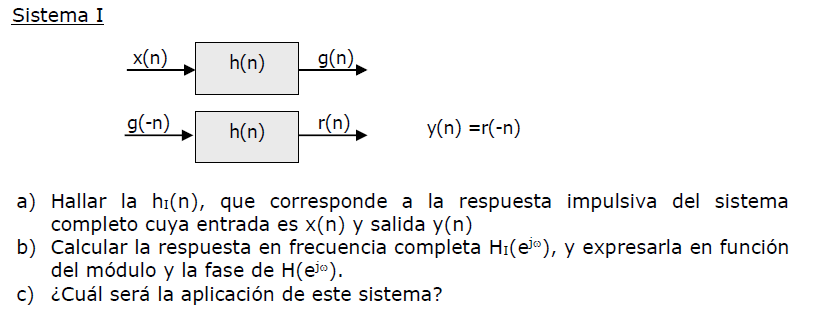 Sistema I
x(n) h(n) g(n)
g(-n) h(n) r(n) y(n) =r(-n)
a) Hallar la hI(n), que corresponde a la respuesta impulsiva del sistema
completo cuya entrada es x(n) y salida y(n)
b) Calcular la respuesta en frecuencia completa HI(e^jω), y expresarla en función
del módulo y la fase de H(e^jω).
c) ¿Cuál será la aplicación de este sistema?